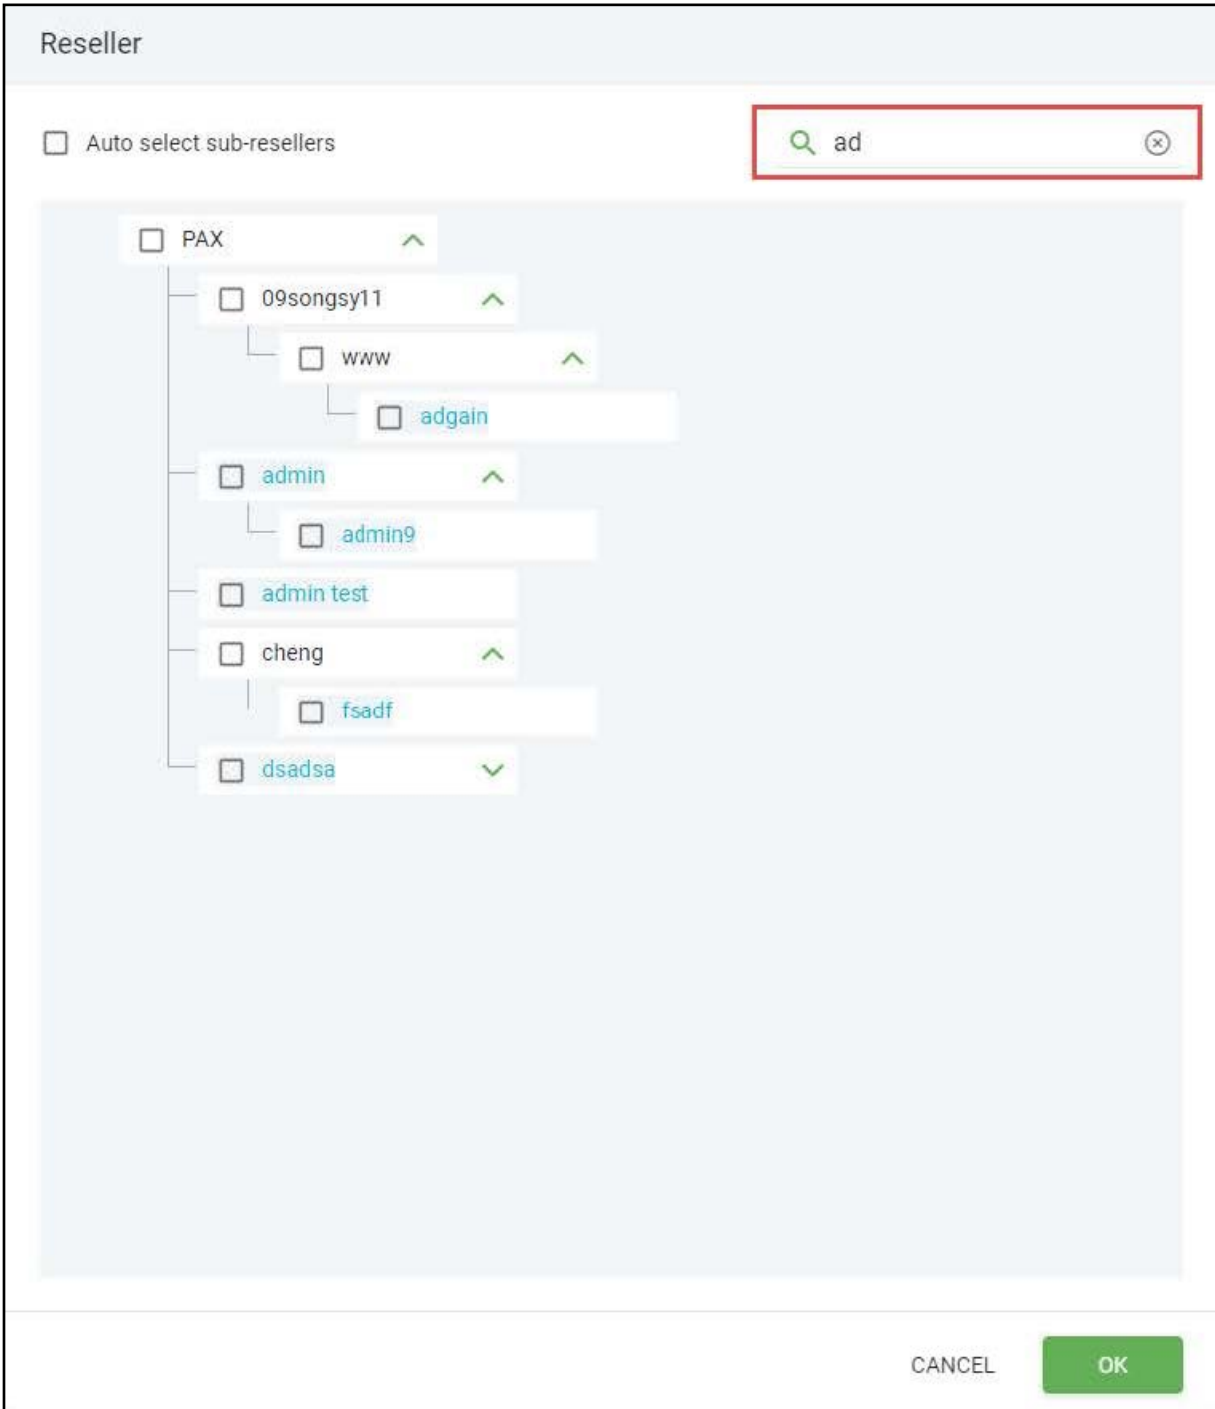 Reseller
Auto select sub-resellers
ad
PAX
09songsy11
www
adgain
admin
admin9
admin test
cheng
fsadf
dsadsa
CANCEL
OK